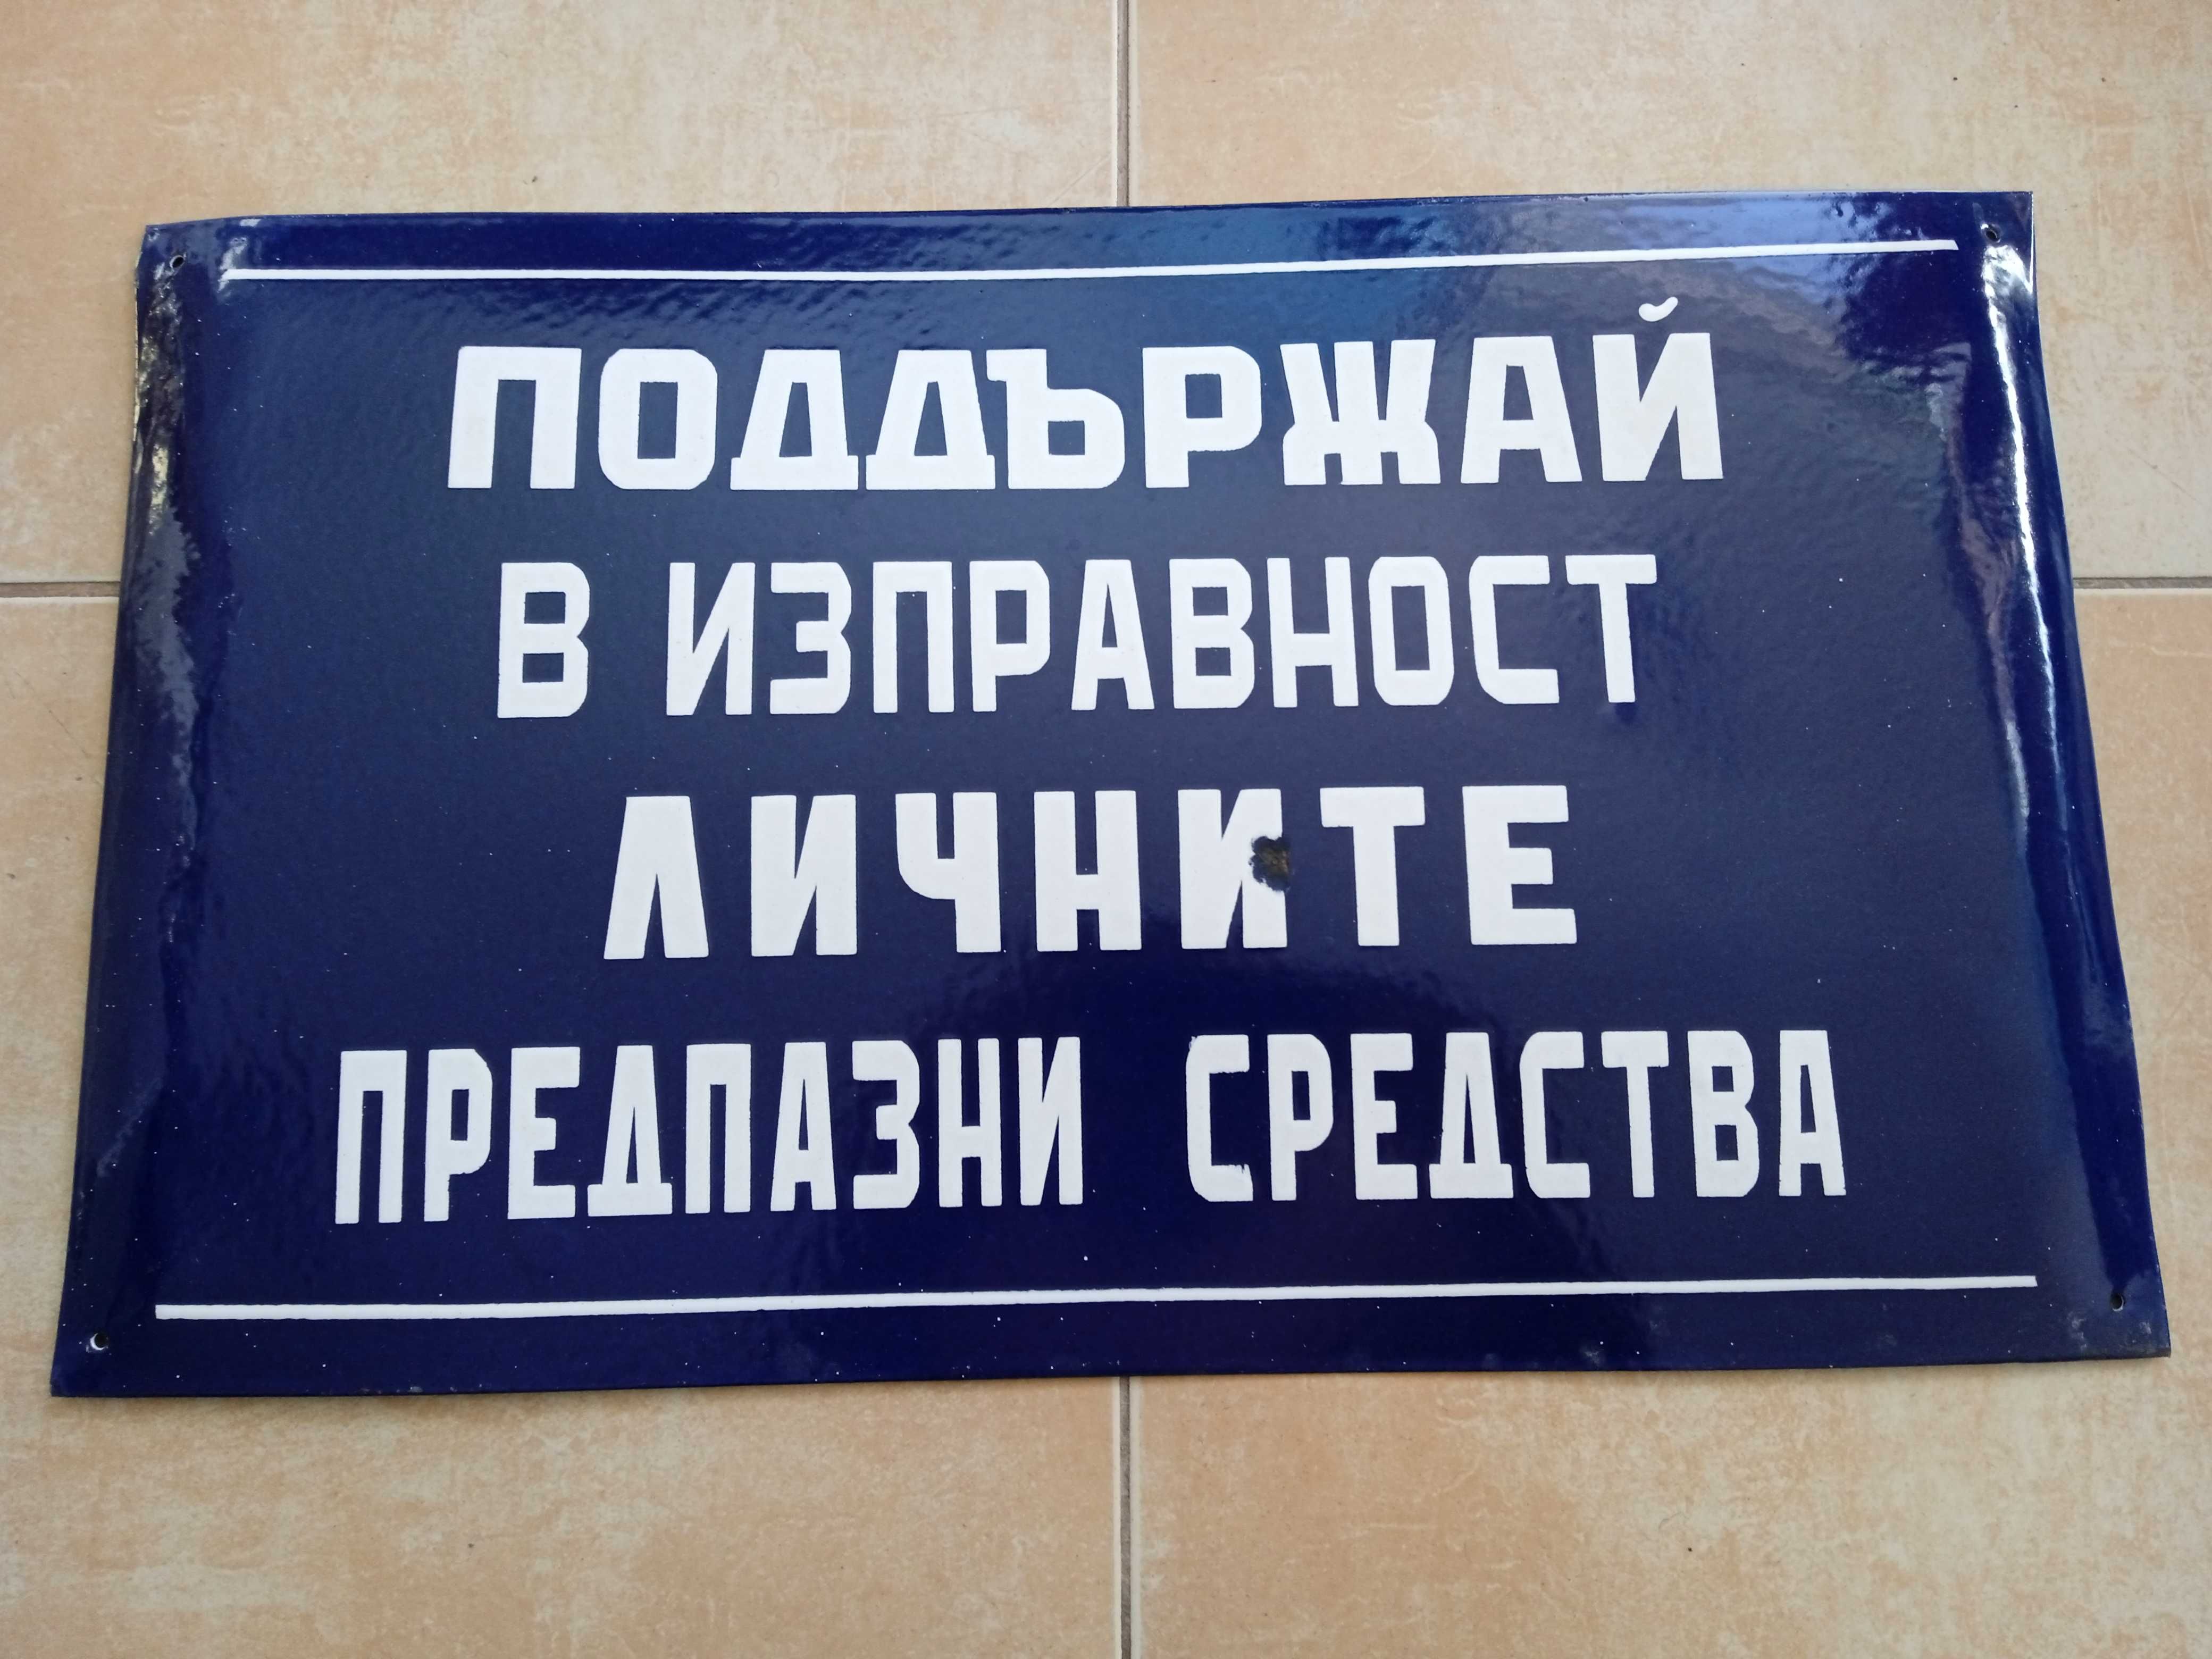 ПОДДЪРЖАЙ
В ИЗПРАВНОСТ
ЛИЧНИТЕ
ПРЕДПАЗНИ СРЕДСТВА